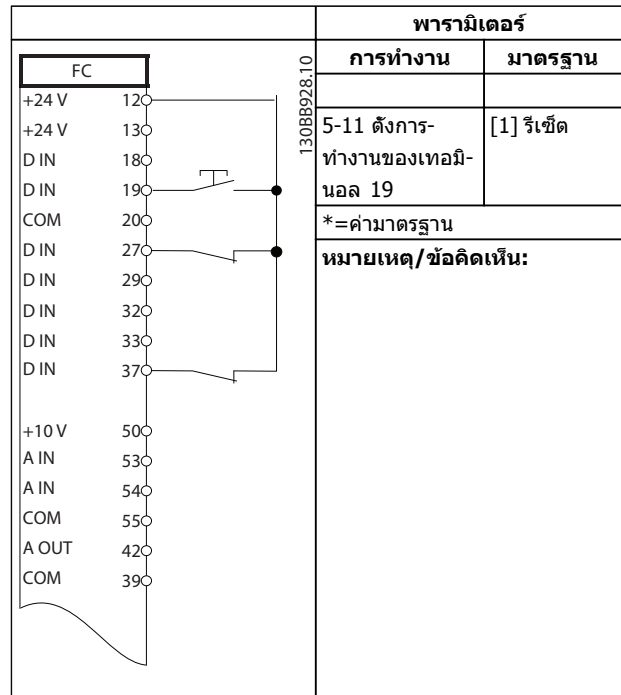 พารามิเตอร์
การทำงาน มาตรฐาน
FC
+24 V 12
+24 V 13
D IN 18
D IN 19
COM 20
D IN 27
D IN 29
D IN 32
D IN 33
D IN 37
+10 V 50
A IN 53
A IN 54
COM 55
A OUT 42
COM 39
130BB928.10
5-11 ตั้งการ-
ทำงานของเทอมิ-
นอล 19
[1] รีเซ็ต
*=ค่ามาตรฐาน
หมายเหตุ/ข้อคิดเห็น: